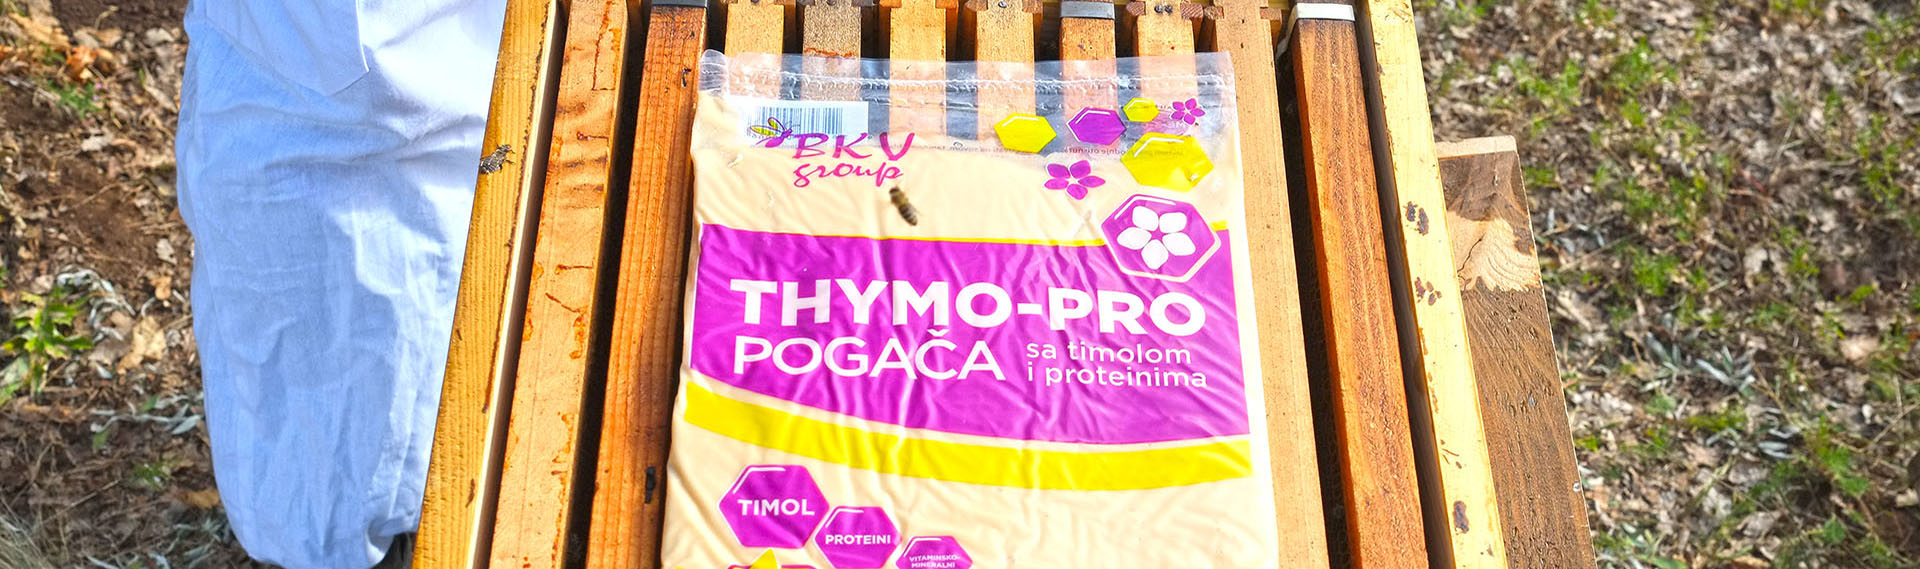 BKV
group
THYMO-PRO
POGAČA
sa timolom
i proteinima
TIMOL
PROTEINI
VITAMINSKO-
MINERALNI